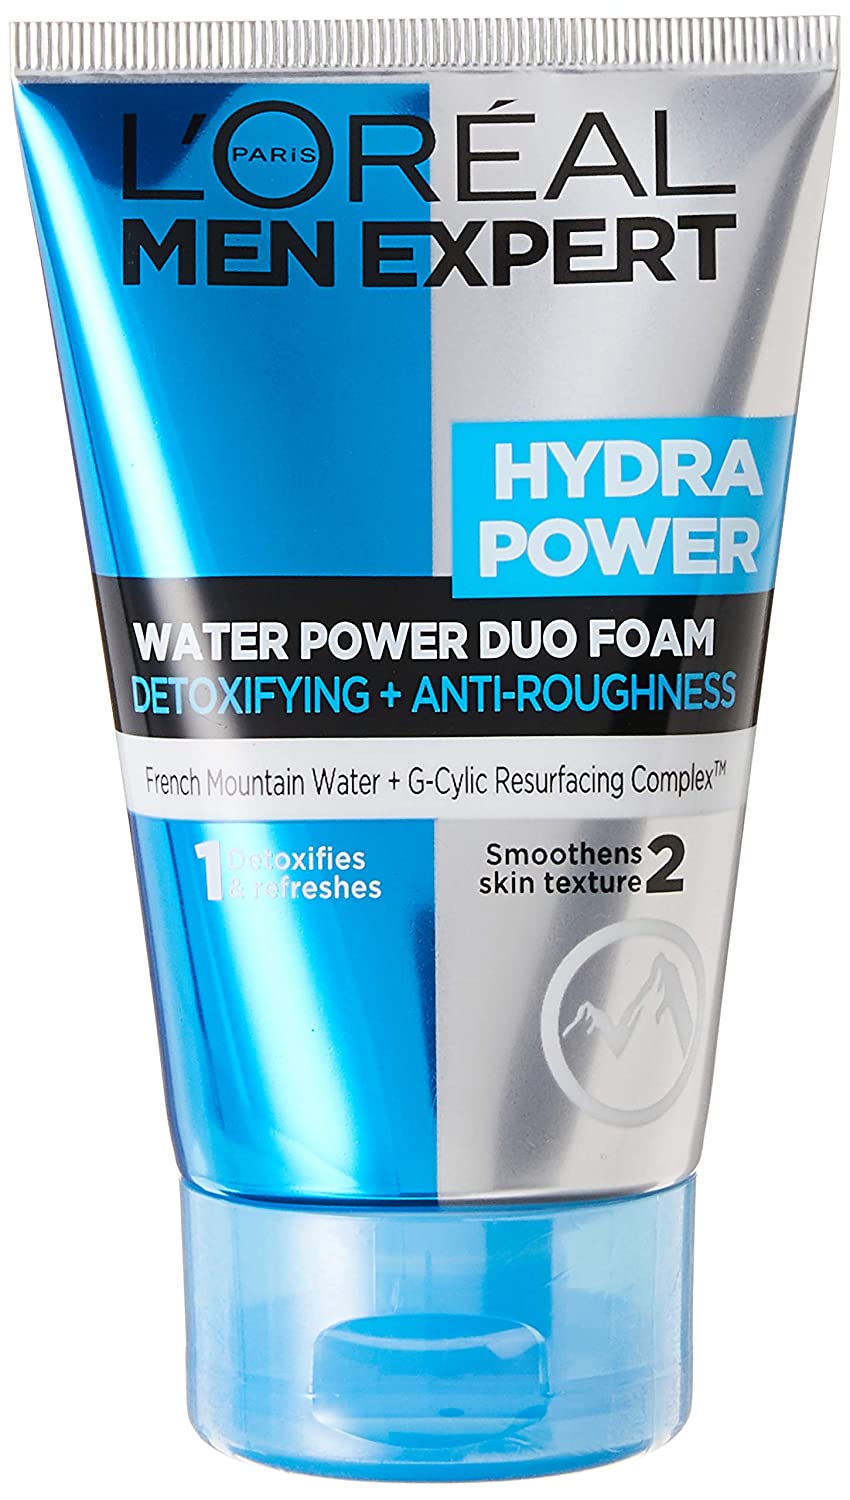 L'ORÉAL
PARiS
MEN EXPERT
HYDRA
POWER
WATER POWER DUO FOAM
DETOXIFYING + ANTI-ROUGHNESS
French Mountain Water + G-Cylic Resurfacing Complex™
1 Detoxifies
& refreshes
Smoothens 2
skin texture